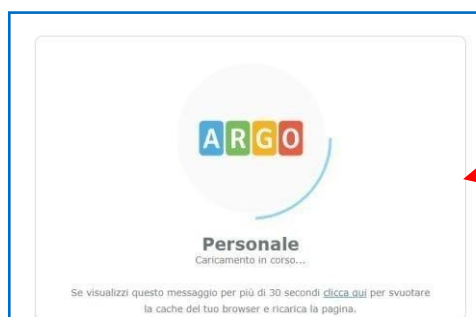 ARGO
Personale
Caricamento in corso...
Se visualizzi questo messaggio per più di 30 secondi clicca qui per svuotare
la cache del tuo browser e ricarica la pagina.